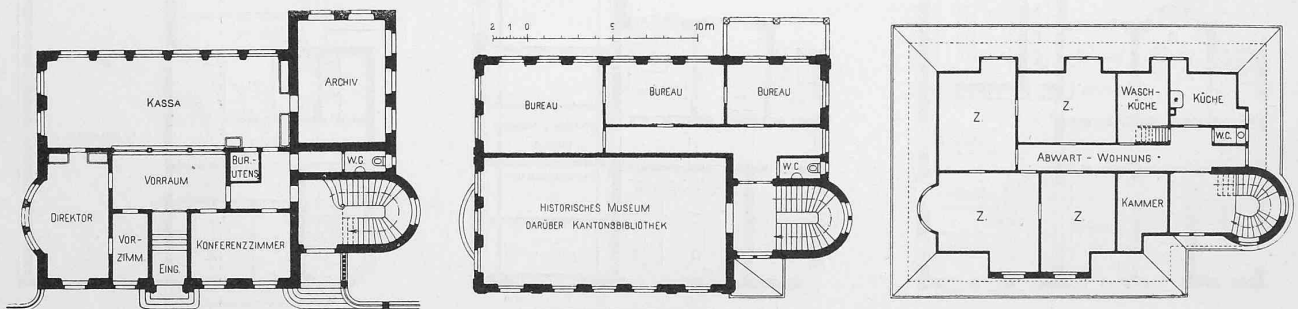 KASSA
ARCHIV
BUR.-
UTENS.
W.C.
VORRAUM
DIREKTOR
VOR-
ZIMM.
EING.
KONFERENZZIMMER
2 1 0 5 10 m
BUREAU
BUREAU
BUREAU
W.C.
HISTORISCHES MUSEUM
DARÜBER KANTONSBIBLIOTHEK
Z.
Z.
WASCH-
KÜCHE
KÜCHE
W.C.
ABWART - WOHNUNG
Z.
Z.
KAMMER